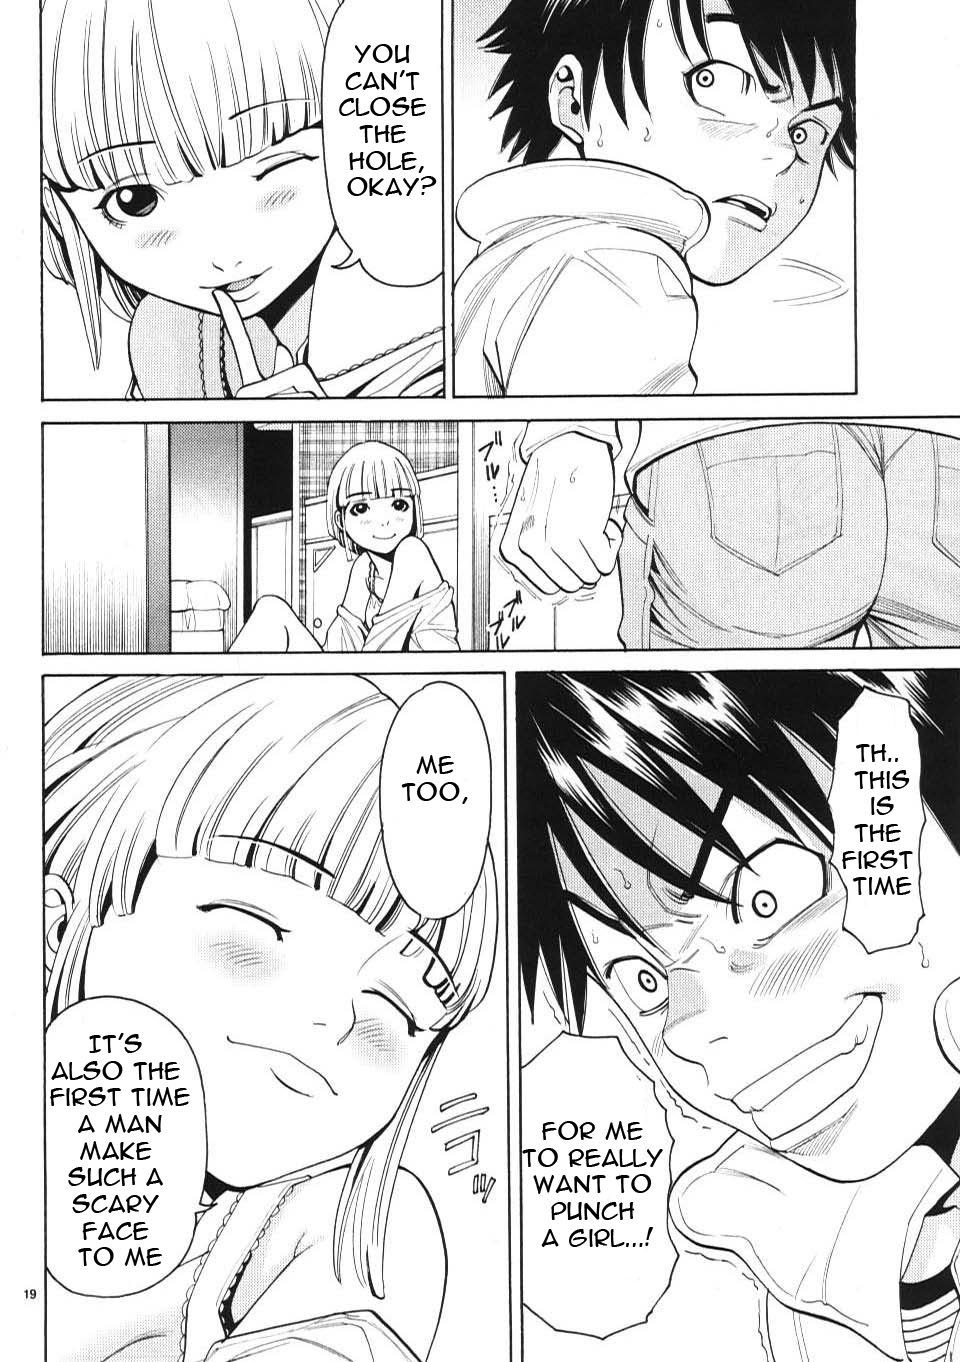 YOU
CAN'T
CLOSE
THE
HOLE,
OKAY?
ブル
ブル
TH..
THIS
IS
THE
FIRST
TIME
FOR ME
TO REALLY
WANT TO
PUNCH
A GIRL...!
ME
TOO,
IT'S
ALSO THE
FIRST TIME
A MAN
MAKE
SUCH A
SCARY
FACE
TO ME
ニコッ
19